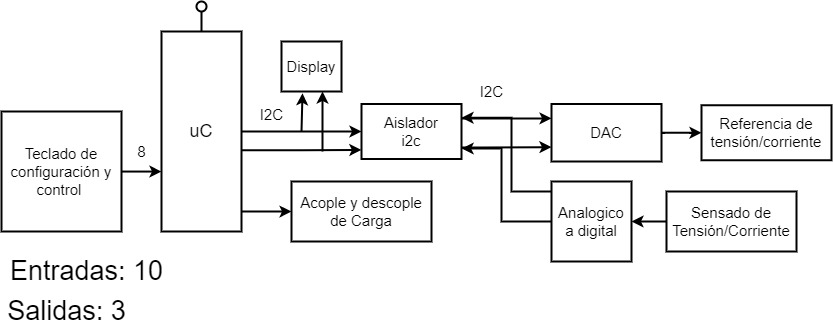 Display
I2C
I2C
uC
Aislador
i2c
DAC
Referencia de
tensión/corriente
8
Teclado de
configuración y
control
Acople y descople
de Carga
Analogico
a digital
Sensado de
Tensión/Corriente
Entradas: 10
Salidas: 3